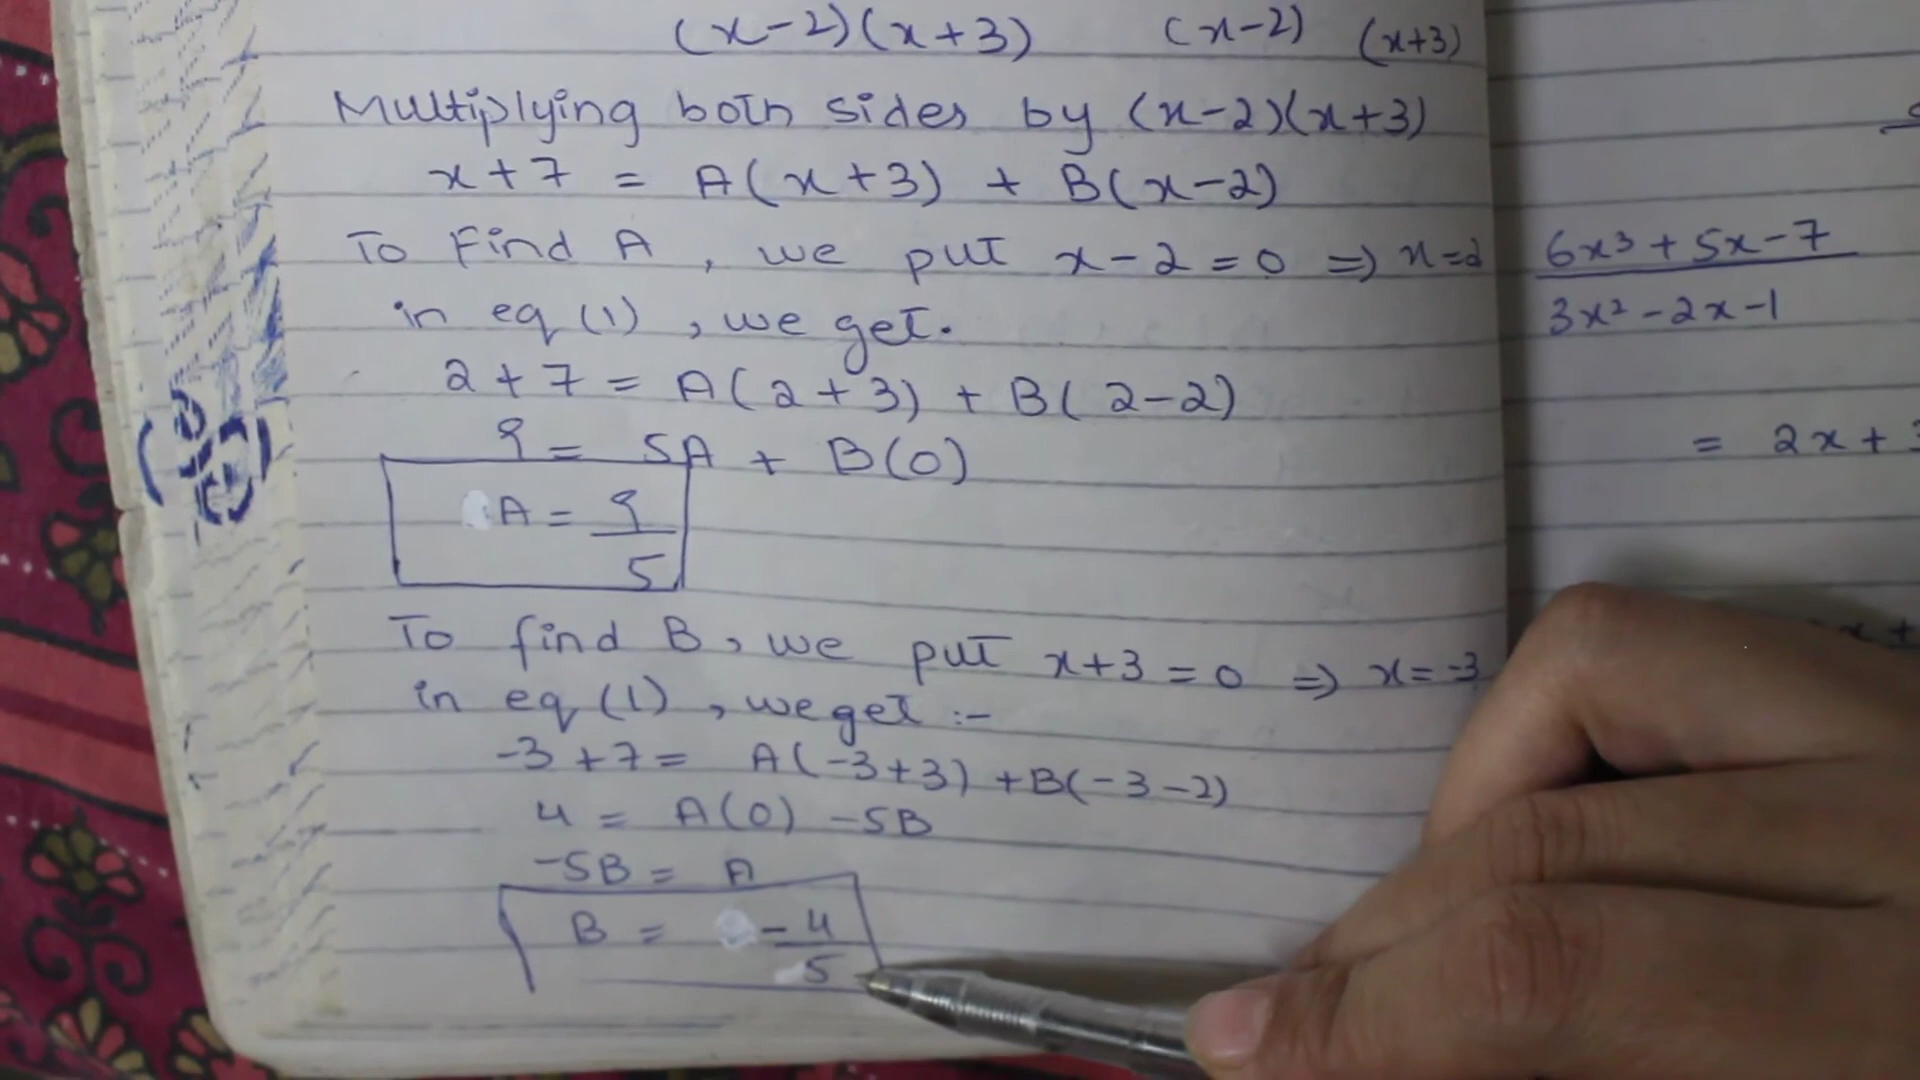 (x-2)(x+3) (x-2) (x+3)
Multiplying both sides by (x-2)(x+3)
x+7 = A(x+3) + B(x-2)
To Find A, we put x-2=0 => x=2
in eq (1), we get.
2+7 = A(2+3) + B(2-2)
9 = 5A + B(0)
A = 9
5
To find B, we put x+3=0 => x=-3
in eq (1), we get :-
-3+7 = A(-3+3) +B(-3-2)
4 = A(0) -5B
-5B = A
B = -4
5
6x³ + 5x-7
3x² -2x-1
= 2x +